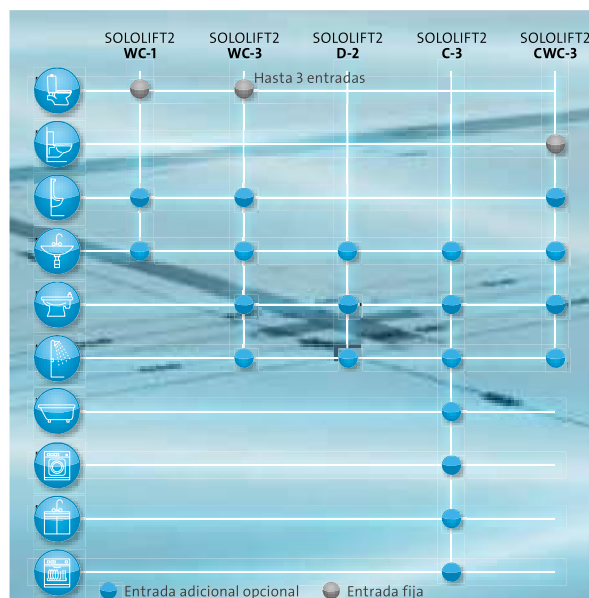 SOLOLIFT2 SOLOLIFT2 SOLOLIFT2 SOLOLIFT2 SOLOLIFT2
WC-1 WC-3 D-2 C-3 CWC-3
Hasta 3 entradas
Entrada adicional opcional Entrada fija